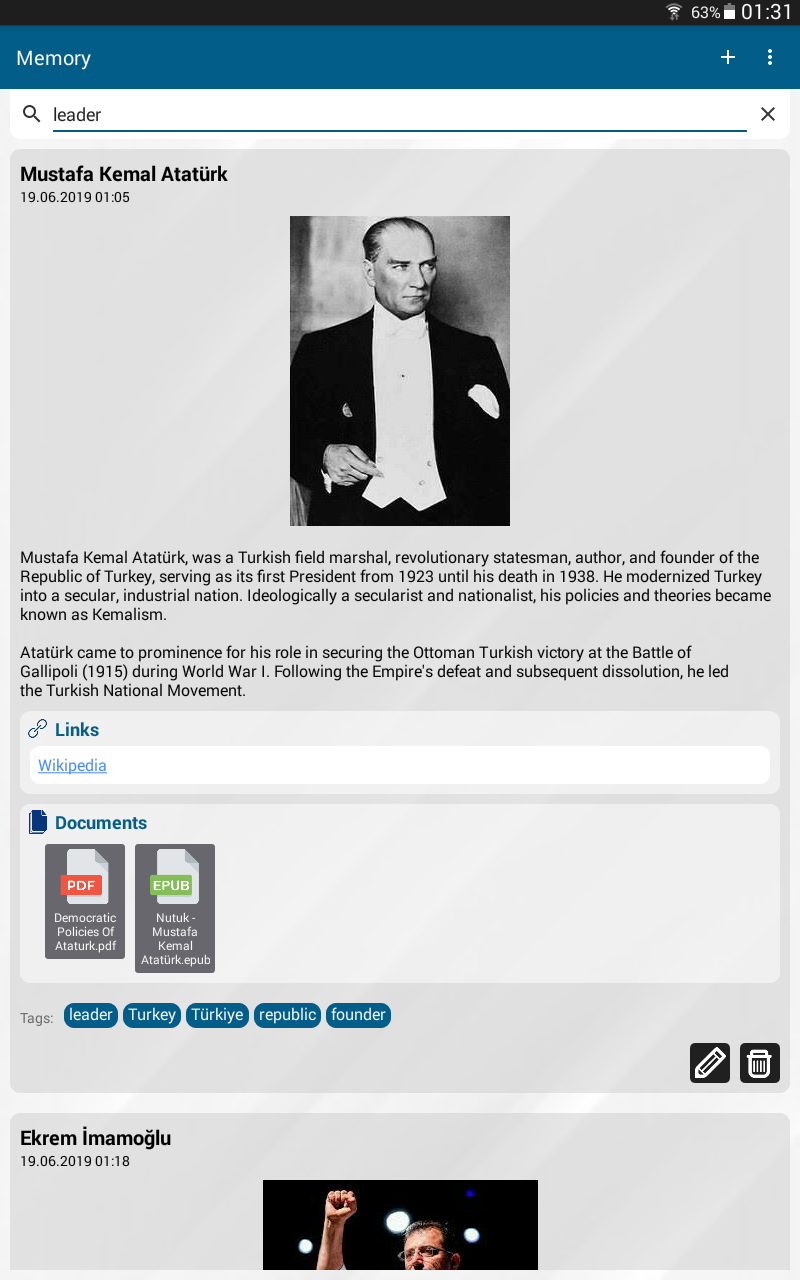 63% 01:31
Memory
leader
Mustafa Kemal Atatürk
19.06.2019 01:05
Mustafa Kemal Atatürk, was a Turkish field marshal, revolutionary statesman, author, and founder of the
Republic of Turkey, serving as its first President from 1923 until his death in 1938. He modernized Turkey
into a secular, industrial nation. Ideologically a secularist and nationalist, his policies and theories became
known as Kemalism.
Atatürk came to prominence for his role in securing the Ottoman Turkish victory at the Battle of
Gallipoli (1915) during World War I. Following the Empire's defeat and subsequent dissolution, he led
the Turkish National Movement.
Links
Wikipedia
Documents
PDF
Democratic
Policies Of
Ataturk.pdf
EPUB
Nutuk -
Mustafa
Kemal
Atatürk.epub
Tags: leader Turkey Türkiye republic founder
Ekrem İmamoğlu
19.06.2019 01:18